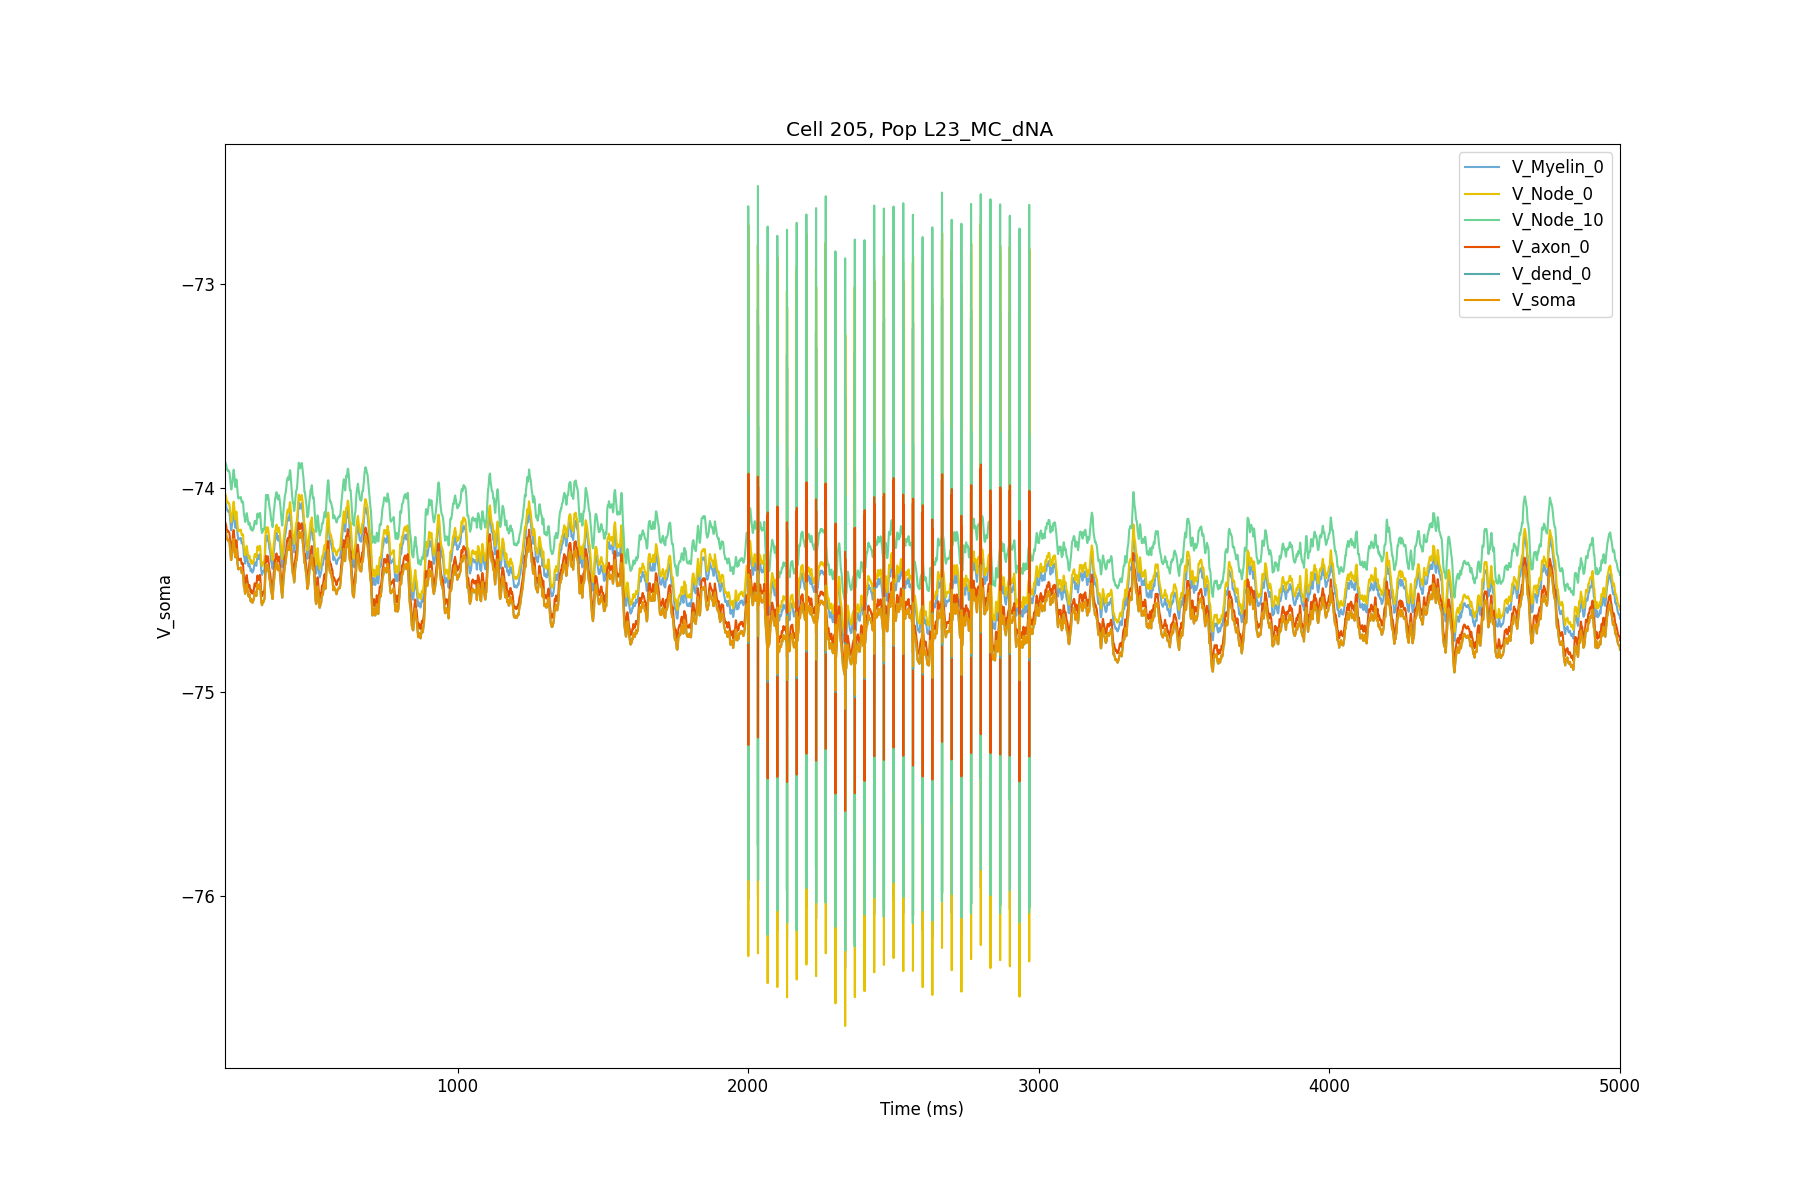 Cell 205, Pop L23_MC_dNA
V_Myelin_0
V_Node_0
V_Node_10
V_axon_0
V_dend_0
V_soma
−73
−74
−75
−76
V_soma
1000
2000
3000
4000
5000
Time (ms)